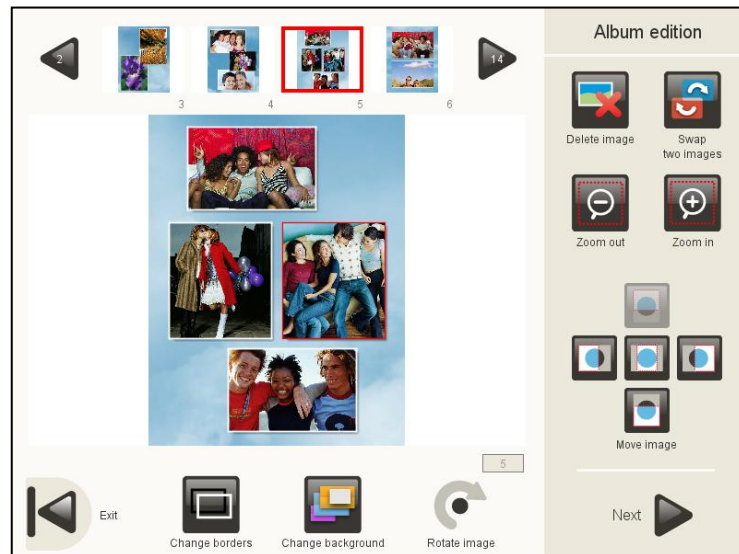 Album edition
2
14
3
4
5
6
Delete image
Swap
two images
Zoom out
Zoom in
Move image
5
Exit
Change borders
Change background
Rotate image
Next